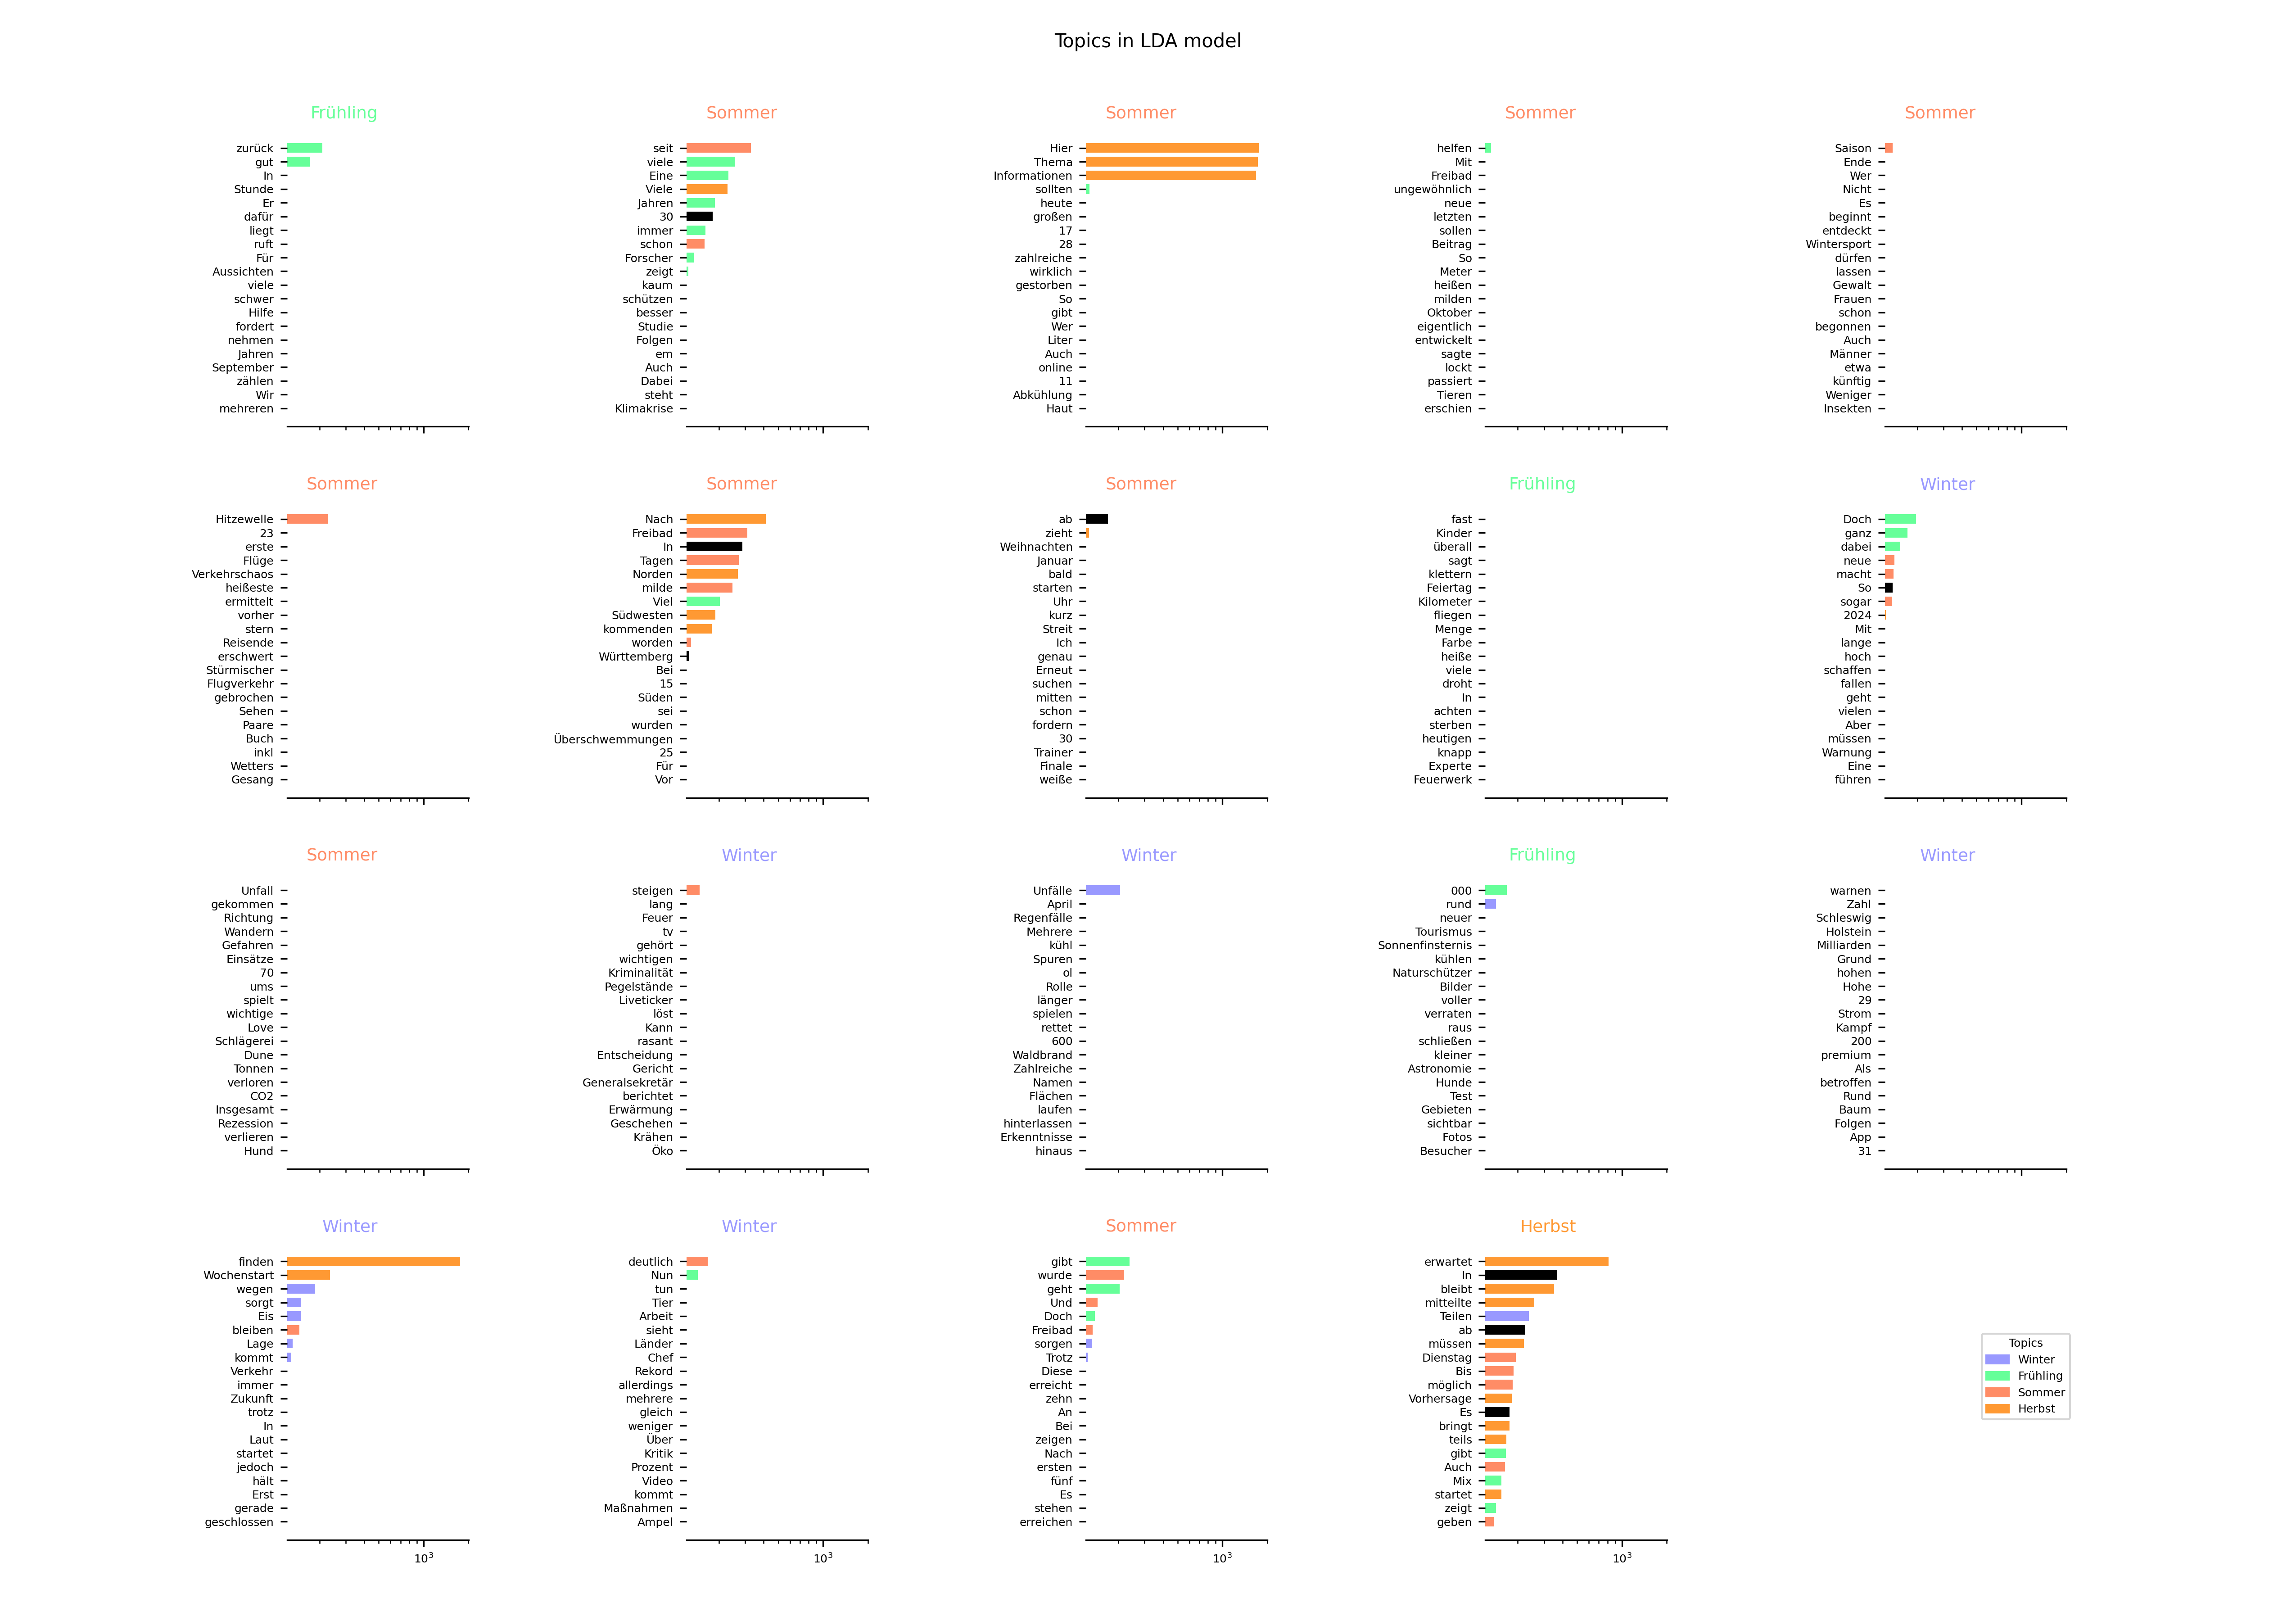 Topics in LDA model
Frühling
zurück
gut
In
Stunde
Er
dafür
liegt
ruft
Für
Aussichten
viele
schwer
Hilfe
fordert
nehmen
Jahren
September
zählen
Wir
mehreren
Sommer
seit
viele
Eine
Viele
Jahren
30
immer
schon
Forscher
zeigt
kaum
schützen
besser
Studie
Folgen
em
Auch
Dabei
steht
Klimakrise
Sommer
Hier
Thema
Informationen
sollten
heute
großen
17
28
zahlreiche
wirklich
gestorben
So
gibt
Wer
Liter
Auch
online
11
Abkühlung
Haut
Sommer
helfen
Mit
Freibad
ungewöhnlich
neue
letzten
sollen
Beitrag
So
Meter
heißen
milden
Oktober
eigentlich
entwickelt
sagte
lockt
passiert
Tieren
erschien
Sommer
Saison
Ende
Wer
Nicht
Es
beginnt
entdeckt
Wintersport
dürfen
lassen
Gewalt
Frauen
schon
begonnen
Auch
Männer
etwa
künftig
Weniger
Insekten
Sommer
Hitzewelle
23
erste
Flüge
Verkehrschaos
heißeste
ermittelt
vorher
stern
Reisende
erschwert
Stürmischer
Flugverkehr
gebrochen
Sehen
Paare
Buch
inkl
Wetters
Gesang
Sommer
Nach
Freibad
In
Tagen
Norden
milde
Viel
Südwesten
kommenden
worden
Württemberg
Bei
15
Süden
sei
wurden
Überschwemmungen
25
Für
Vor
Sommer
ab
zieht
Weihnachten
Januar
bald
starten
Uhr
kurz
Streit
Ich
genau
Erneut
suchen
mitten
schon
fordern
30
Trainer
Finale
weiße
Frühling
fast
Kinder
überall
sagt
klettern
Feiertag
Kilometer
fliegen
Menge
Farbe
heiße
viele
droht
In
achten
sterben
heutigen
knapp
Experte
Feuerwerk
Winter
Doch
ganz
dabei
neue
macht
So
sogar
2024
Mit
lange
hoch
schaffen
fallen
geht
vielen
Aber
müssen
Warnung
Eine
führen
Sommer
Unfall
gekommen
Richtung
Wandern
Gefahren
Einsätze
70
ums
spielt
wichtige
Love
Schlägerei
Dune
Tonnen
verloren
CO2
Insgesamt
Rezession
verlieren
Hund
Winter
steigen
lang
Feuer
tv
gehört
wichtigen
Kriminalität
Pegelstände
Liveticker
löst
Kann
rasant
Entscheidung
Gericht
Generalsekretär
berichtet
Erwärmung
Geschehen
Krähen
Öko
Winter
Unfälle
April
Regenfälle
Mehrere
kühl
Spuren
ol
Rolle
länger
spielen
rettet
600
Waldbrand
Zahlreiche
Namen
Flächen
laufen
hinterlassen
Erkenntnisse
hinaus
Frühling
000
rund
neuer
Tourismus
Sonnenfinsternis
kühlen
Naturschützer
Bilder
voller
verraten
raus
schließen
kleiner
Astronomie
Hunde
Test
Gebieten
sichtbar
Fotos
Besucher
Winter
warnen
Zahl
Schleswig
Holstein
Milliarden
Grund
hohen
Hohe
29
Strom
Kampf
200
premium
Als
betroffen
Rund
Baum
Folgen
App
31
Winter
finden
Wochenstart
wegen
sorgt
Eis
bleiben
Lage
kommt
Verkehr
immer
Zukunft
trotz
In
Laut
startet
jedoch
hält
Erst
gerade
geschlossen
10³
Winter
deutlich
Nun
tun
Tier
Arbeit
sieht
Länder
Chef
Rekord
allerdings
mehrere
gleich
weniger
Über
Kritik
Prozent
Video
kommt
Maßnahmen
Ampel
10³
Sommer
gibt
wurde
geht
Und
Doch
Freibad
sorgen
Trotz
Diese
erreicht
zehn
An
Bei
zeigen
Nach
ersten
fünf
Es
stehen
erreichen
10³
Herbst
erwartet
In
bleibt
mitteilte
Teilen
ab
müssen
Dienstag
Bis
möglich
Vorhersage
Es
bringt
teils
gibt
Auch
Mix
startet
zeigt
geben
10³
Topics
Winter
Frühling
Sommer
Herbst